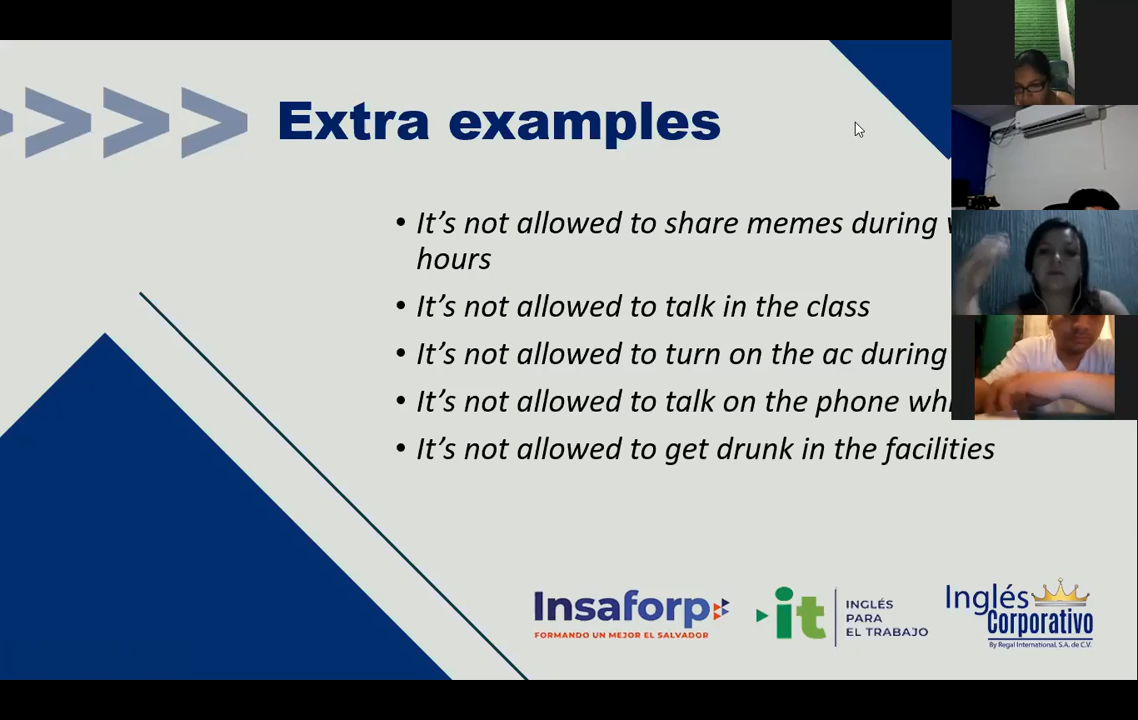 Extra examples
• It's not allowed to share memes during
hours
• It's not allowed to talk in the class
• It's not allowed to turn on the ac during
• It's not allowed to talk on the phone
• It's not allowed to get drunk in the facilities
Insaforp
FORMANDO UN MEJOR EL SALVADOR
it
INGLÉS
PARA
EL TRABAJO
Inglés
Corporativo
By Regal International, S.A. de C.V.